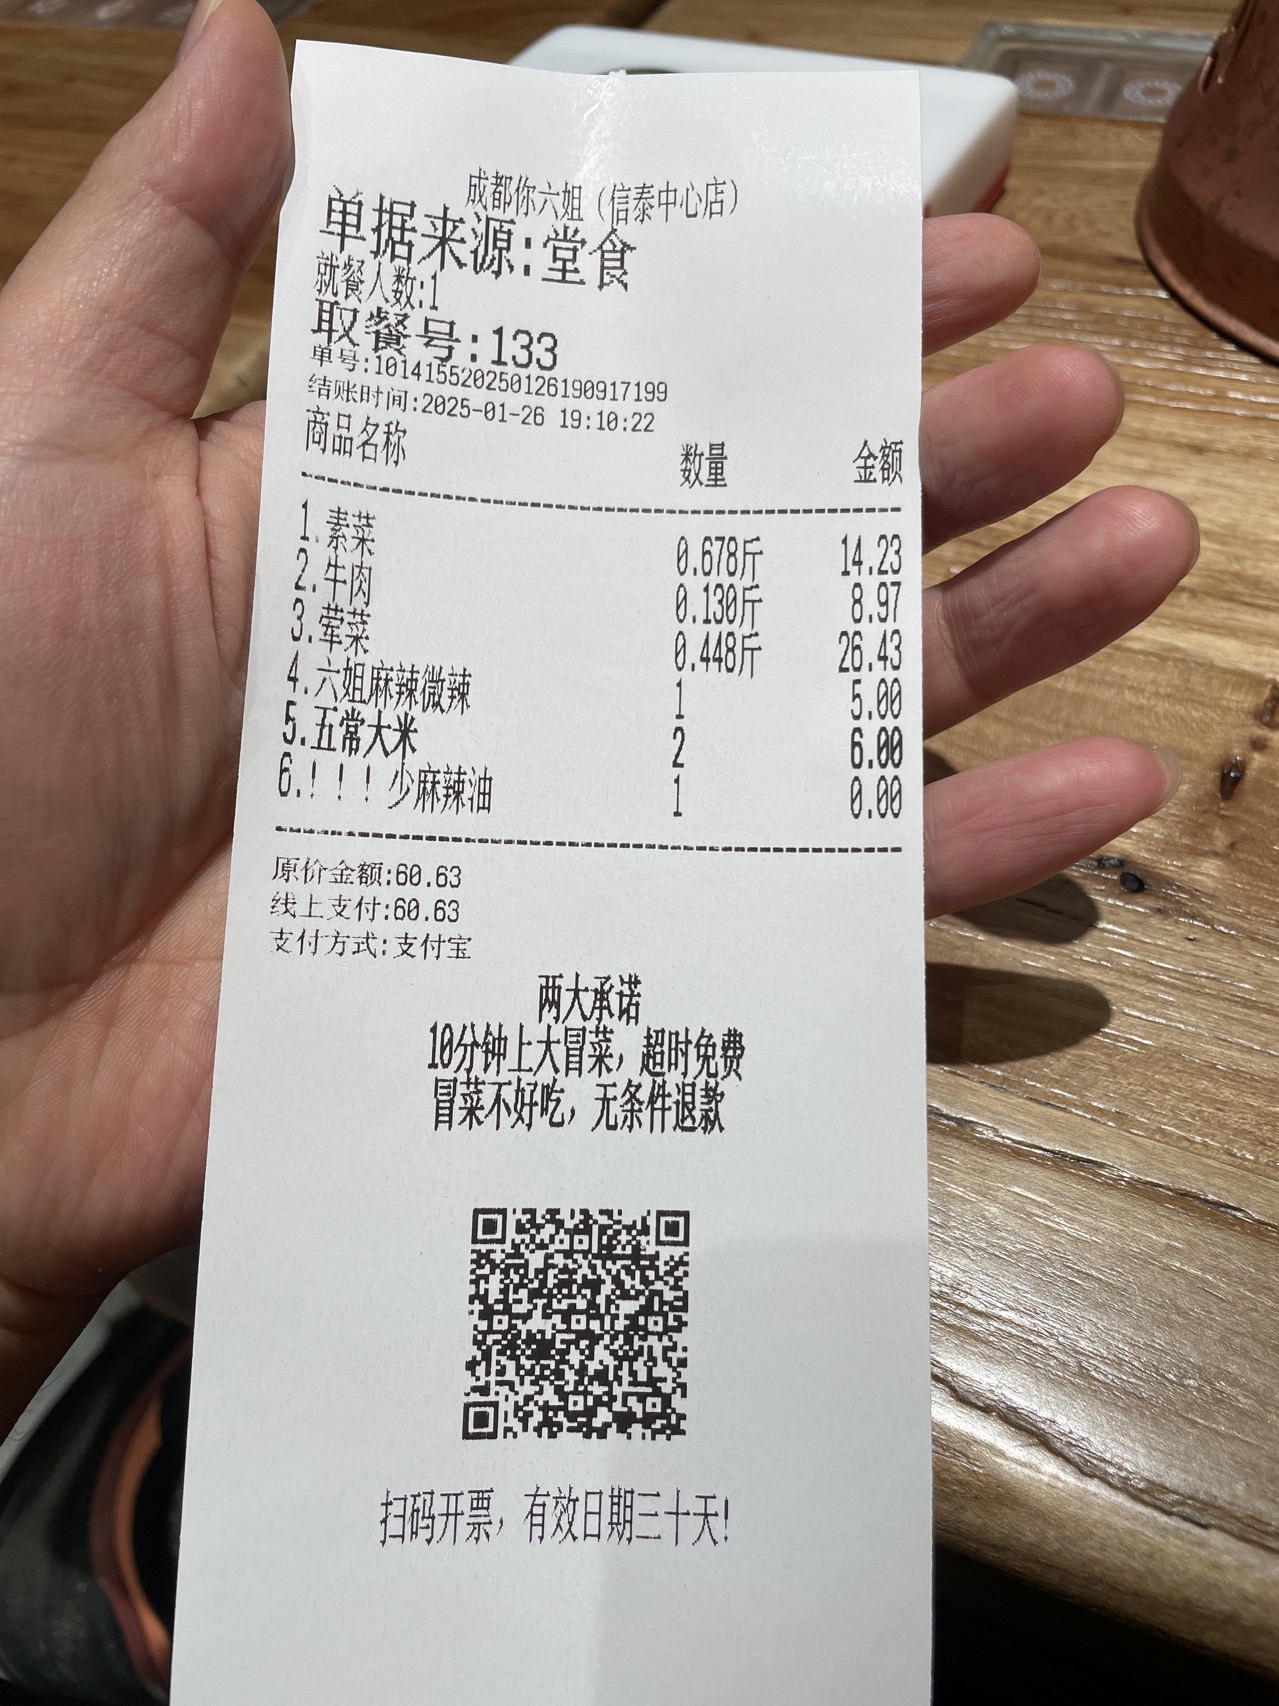 成都你六姐（信泰中心店）
单据来源:堂食
就餐人数:1
取餐号:133
单号:101415520250126190917199
结账时间:2025-01-26 19:10:22
商品名称 数量 金额
1.素菜 0.678斤 14.23
2.牛肉 0.130斤 8.97
3.荤菜 0.448斤 26.43
4.六姐麻辣微辣 1 5.00
5.五常大米 2 6.00
6.！！！少麻辣油 1 0.00
原价金额:60.63
线上支付:60.63
支付方式:支付宝
两大承诺
10分钟上大冒菜，超时免费
冒菜不好吃，无条件退款
扫码开票，有效日期三十天!